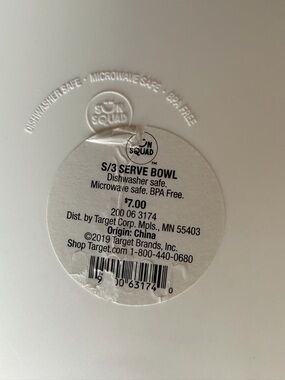 DISHWASHER SAFE • MICROWAVE SAFE • BPA FREE
SUN
SQUAD
SQUAD
S/3 SERVE BOWL
Dishwasher safe.
Microwave safe. BPA Free.
$7.00
200 06 3174
Dist. by Target Corp. Mpls., MN 55403
Origin: China
©2019 Target Brands, Inc.
Shop Target.com 1-800-440-0680
63174 0